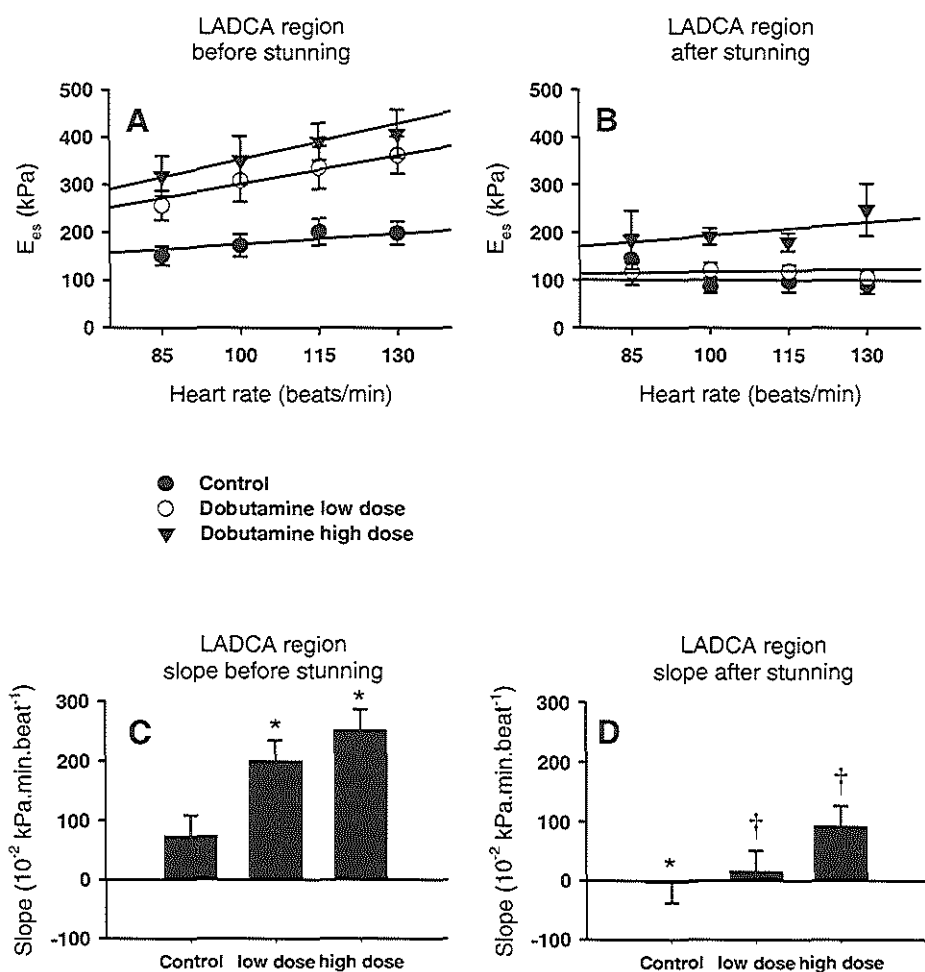 LADCA region
before stunning
A
500
400
300
200
100
0
E_es (kPa)
85 100 115 130
Heart rate (beats/min)
LADCA region
after stunning
B
500
400
300
200
100
0
E_es (kPa)
85 100 115 130
Heart rate (beats/min)
Control
Dobutamine low dose
Dobutamine high dose
LADCA region
slope before stunning
C
300
200
100
0
-100
Slope (10⁻² kPa.min.beat⁻¹)
* *
Control low dose high dose
LADCA region
slope after stunning
D
300
200
100
0
-100
Slope (10⁻² kPa.min.beat⁻¹)
* † †
Control low dose high dose